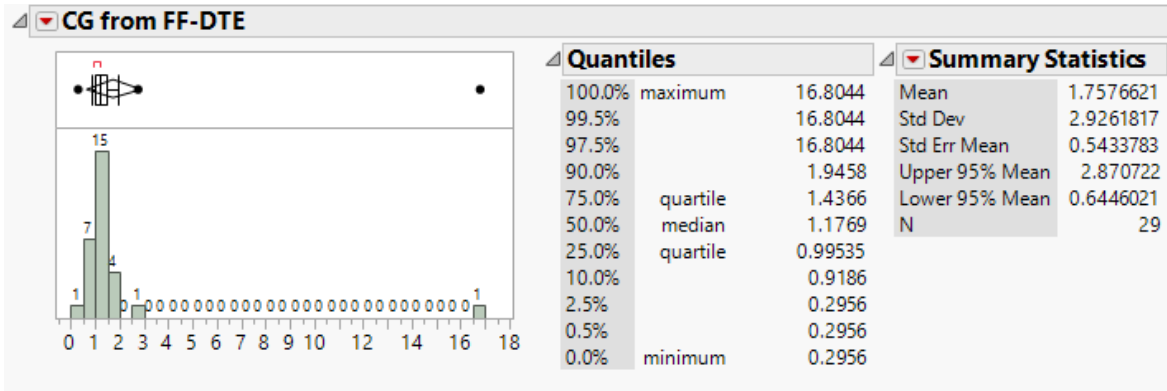 CG from FF-DTE
15
7
4
1
0
1
0 0 0 0 0 0 0 0 0 0 0 0 0 0 0 0 0 0 0 0 0 0 0 0 0 0 0
1
0 1 2 3 4 5 6 7 8 9 10 12 14 16 18
Quantiles
100.0% maximum 16.8044
99.5% 16.8044
97.5% 16.8044
90.0% 1.9458
75.0% quartile 1.4366
50.0% median 1.1769
25.0% quartile 0.99535
10.0% 0.9186
2.5% 0.2956
0.5% 0.2956
0.0% minimum 0.2956
Summary Statistics
Mean 1.7576621
Std Dev 2.9261817
Std Err Mean 0.5433783
Upper 95% Mean 2.870722
Lower 95% Mean 0.6446021
N 29